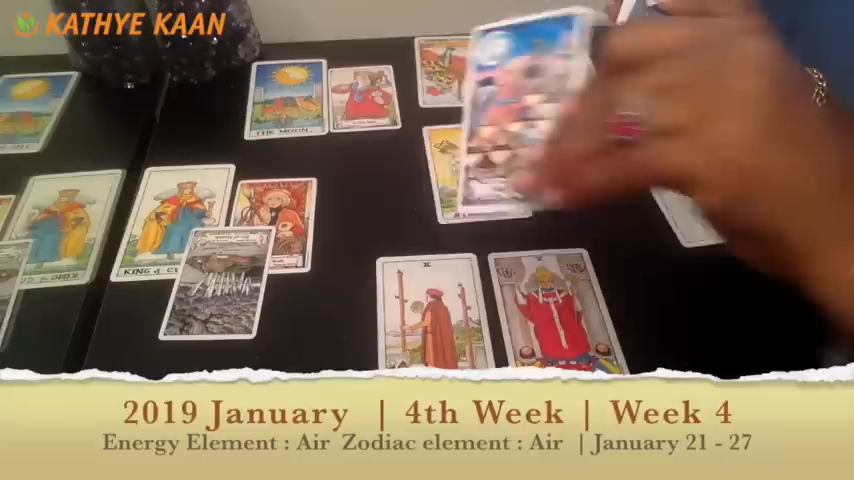 KATHYE KAAN
THE MOON
KING of CU
X
V
2019 January | 4th Week | Week 4
Energy Element : Air Zodiac element : Air | January 21 - 27